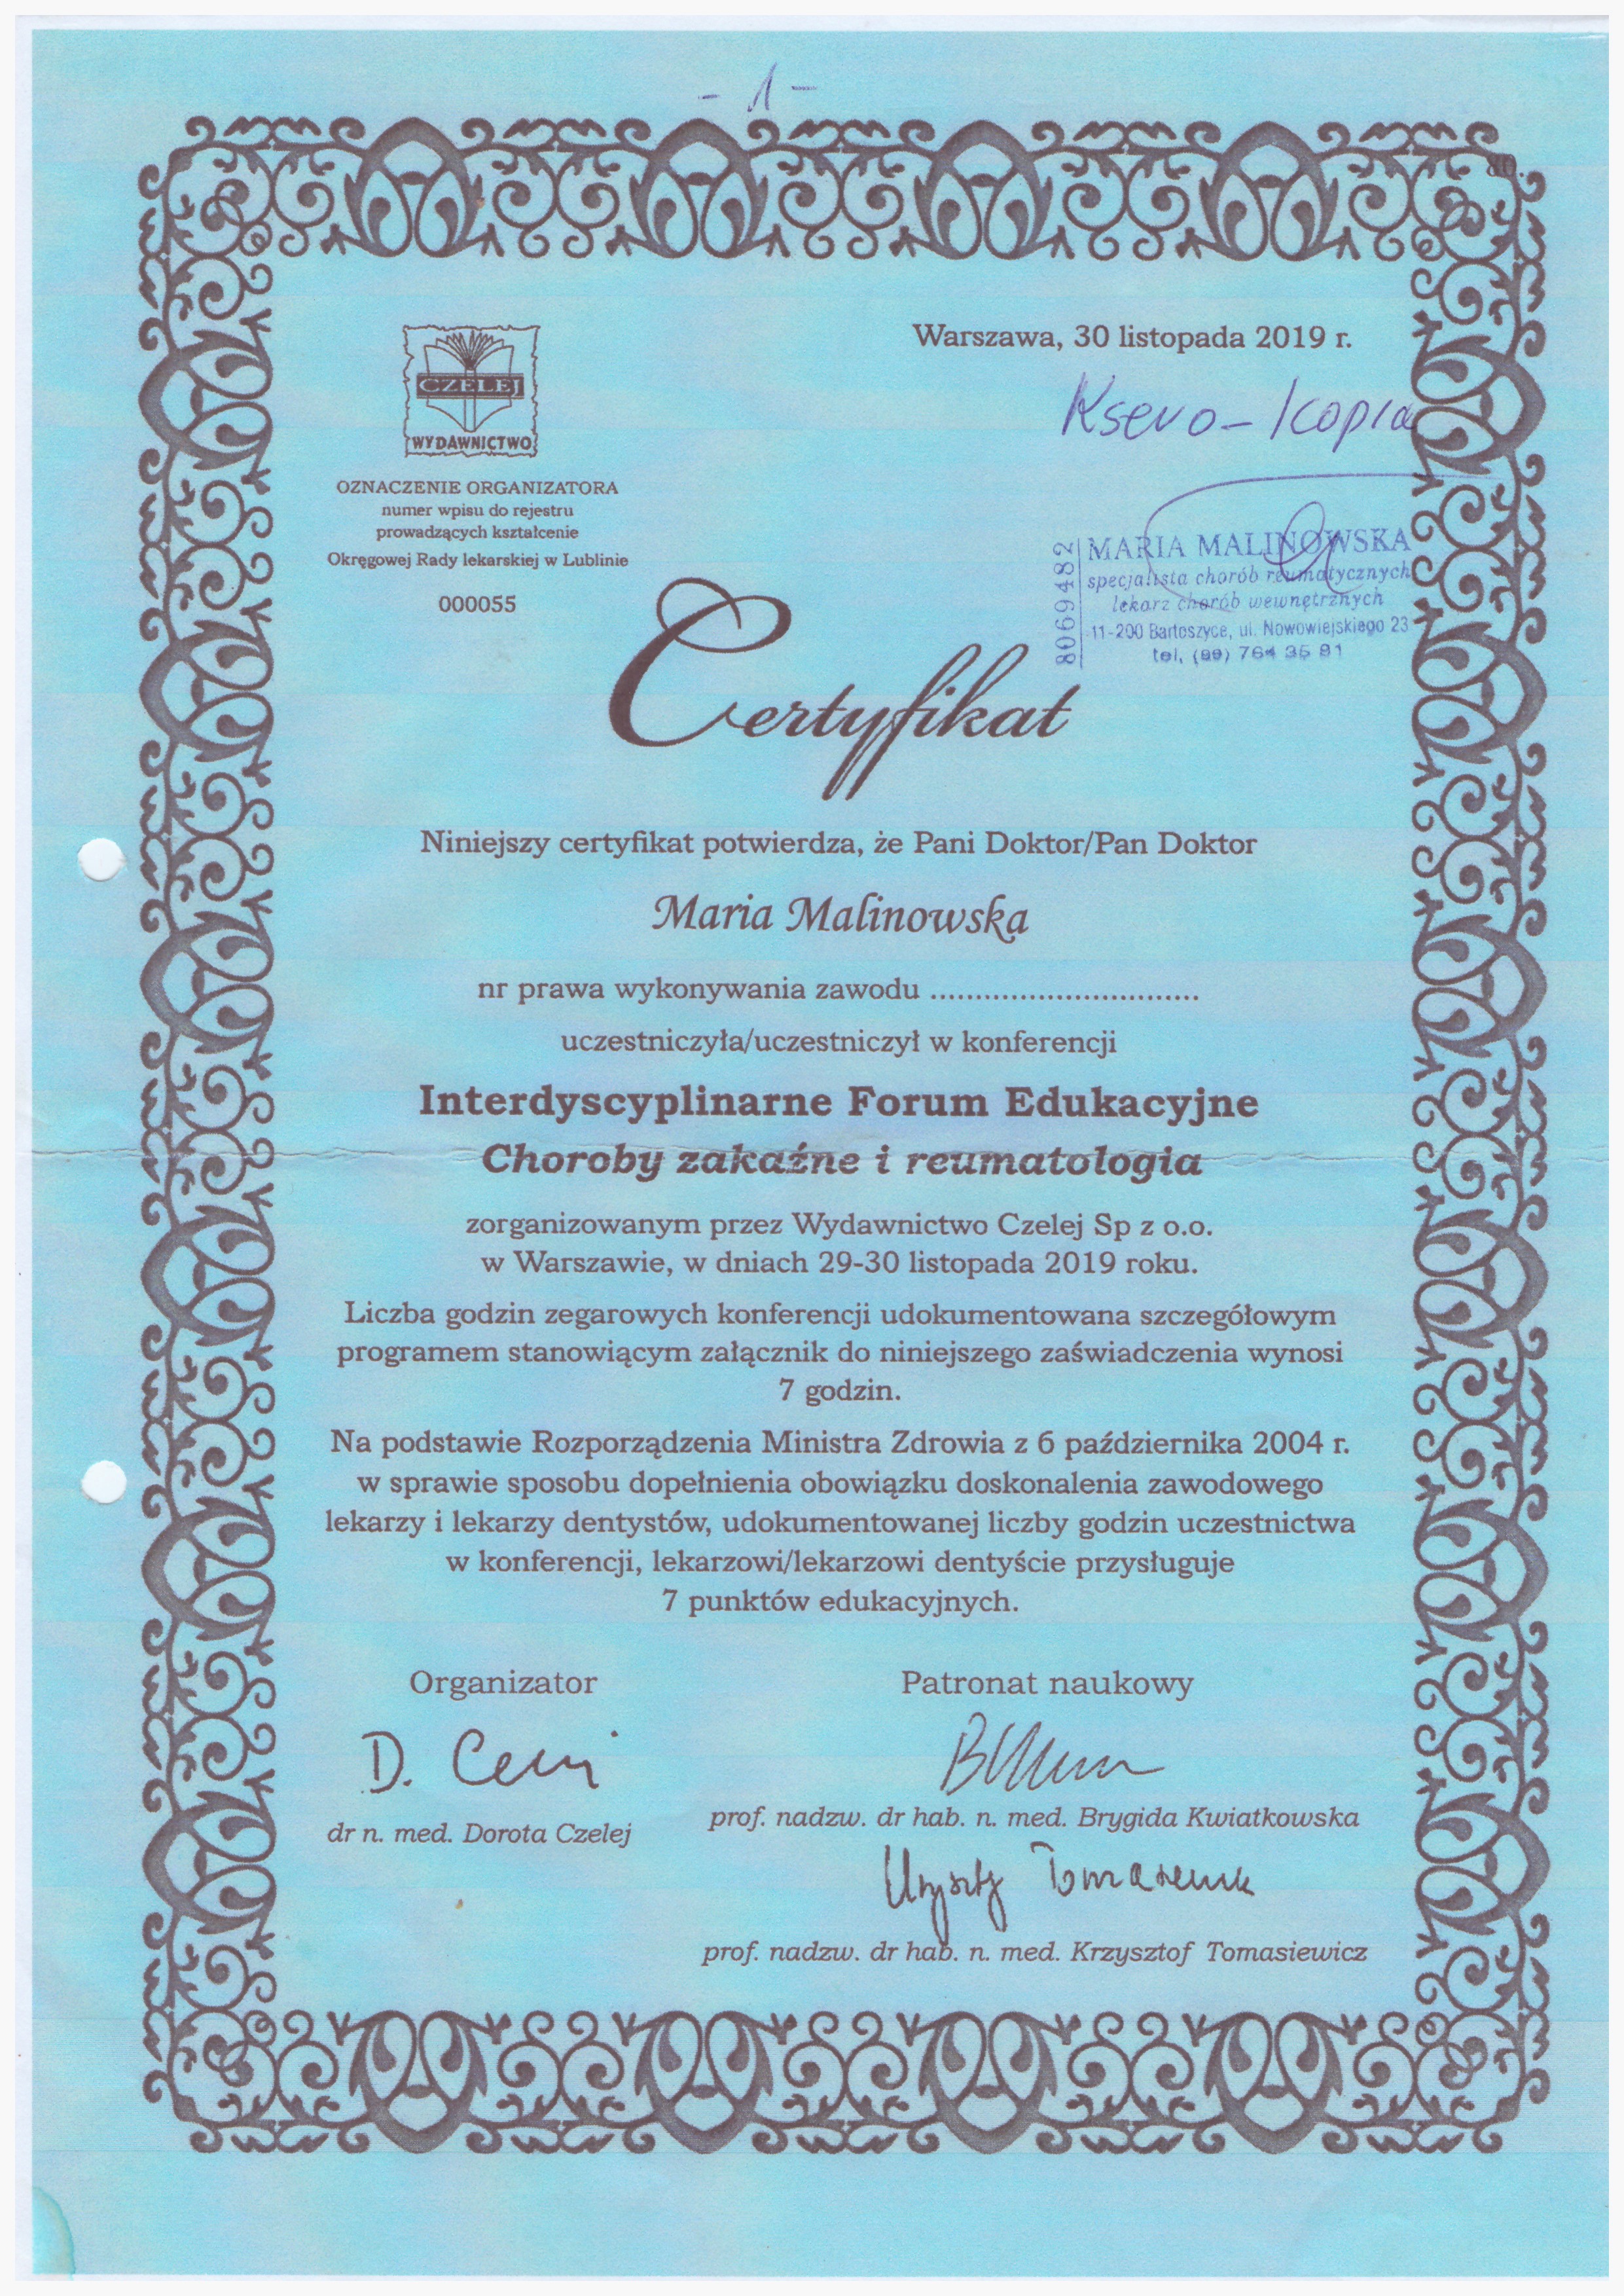 - 1 -
80.
Warszawa, 30 listopada 2019 r.
CZELEJ
WYDAWNICTWO
Ksero-kopia
OZNACZENIE ORGANIZATORA
numer wpisu do rejestru
prowadzących kształcenie
Okręgowej Rady lekarskiej w Lublinie
000055
8069482
MARIA MALINOWSKA
specjalista chorób reumatycznych
lekarz chorób wewnętrznych
11-200 Bartoszyce, ul. Nowowiejskiego 23
tel. (89) 764 35 91
Certyfikat
Niniejszy certyfikat potwierdza, że Pani Doktor/Pan Doktor
Maria Malinowska
nr prawa wykonywania zawodu ..............................
uczestniczyła/uczestniczył w konferencji
Interdyscyplinarne Forum Edukacyjne
Choroby zakaźne i reumatologia
zorganizowanym przez Wydawnictwo Czelej Sp z o.o.
w Warszawie, w dniach 29-30 listopada 2019 roku.
Liczba godzin zegarowych konferencji udokumentowana szczegółowym
programem stanowiącym załącznik do niniejszego zaświadczenia wynosi
7 godzin.
Na podstawie Rozporządzenia Ministra Zdrowia z 6 października 2004 r.
w sprawie sposobu dopełnienia obowiązku doskonalenia zawodowego
lekarzy i lekarzy dentystów, udokumentowanej liczby godzin uczestnictwa
w konferencji, lekarzowi/lekarzowi dentyście przysługuje
7 punktów edukacyjnych.
Organizator
Patronat naukowy
dr n. med. Dorota Czelej
prof. nadzw. dr hab. n. med. Brygida Kwiatkowska
prof. nadzw. dr hab. n. med. Krzysztof Tomasiewicz